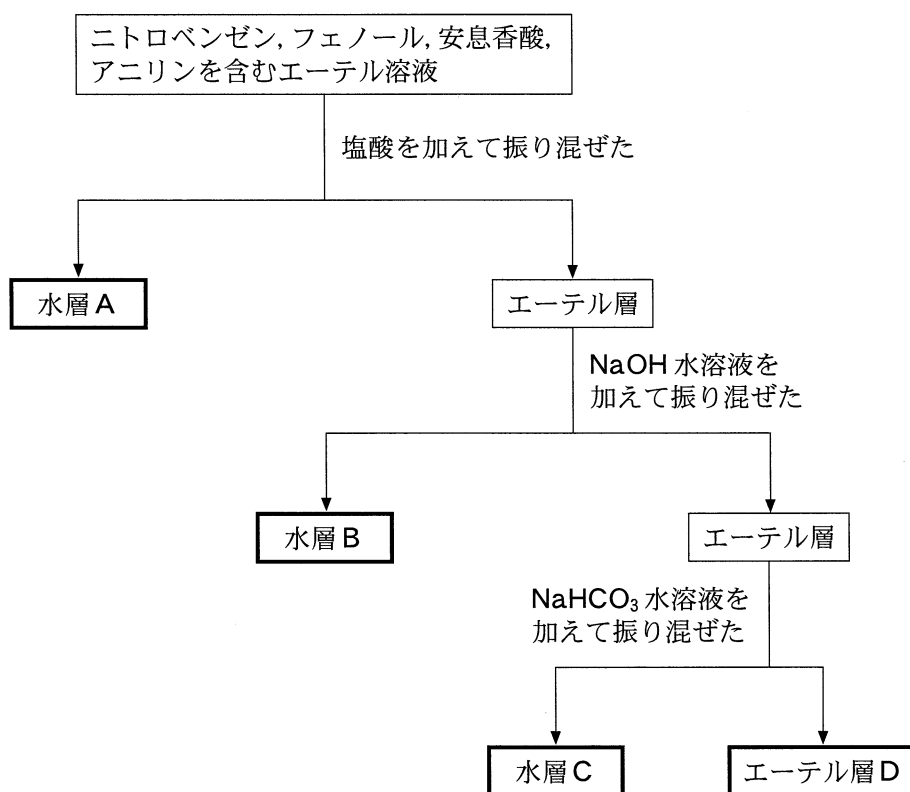 ニトロベンゼン, フェノール, 安息香酸,
アニリンを含むエーテル溶液
塩酸を加えて振り混ぜた
水層A
エーテル層
NaOH 水溶液を
加えて振り混ぜた
水層B
エーテル層
NaHCO₃ 水溶液を
加えて振り混ぜた
水層C
エーテル層D